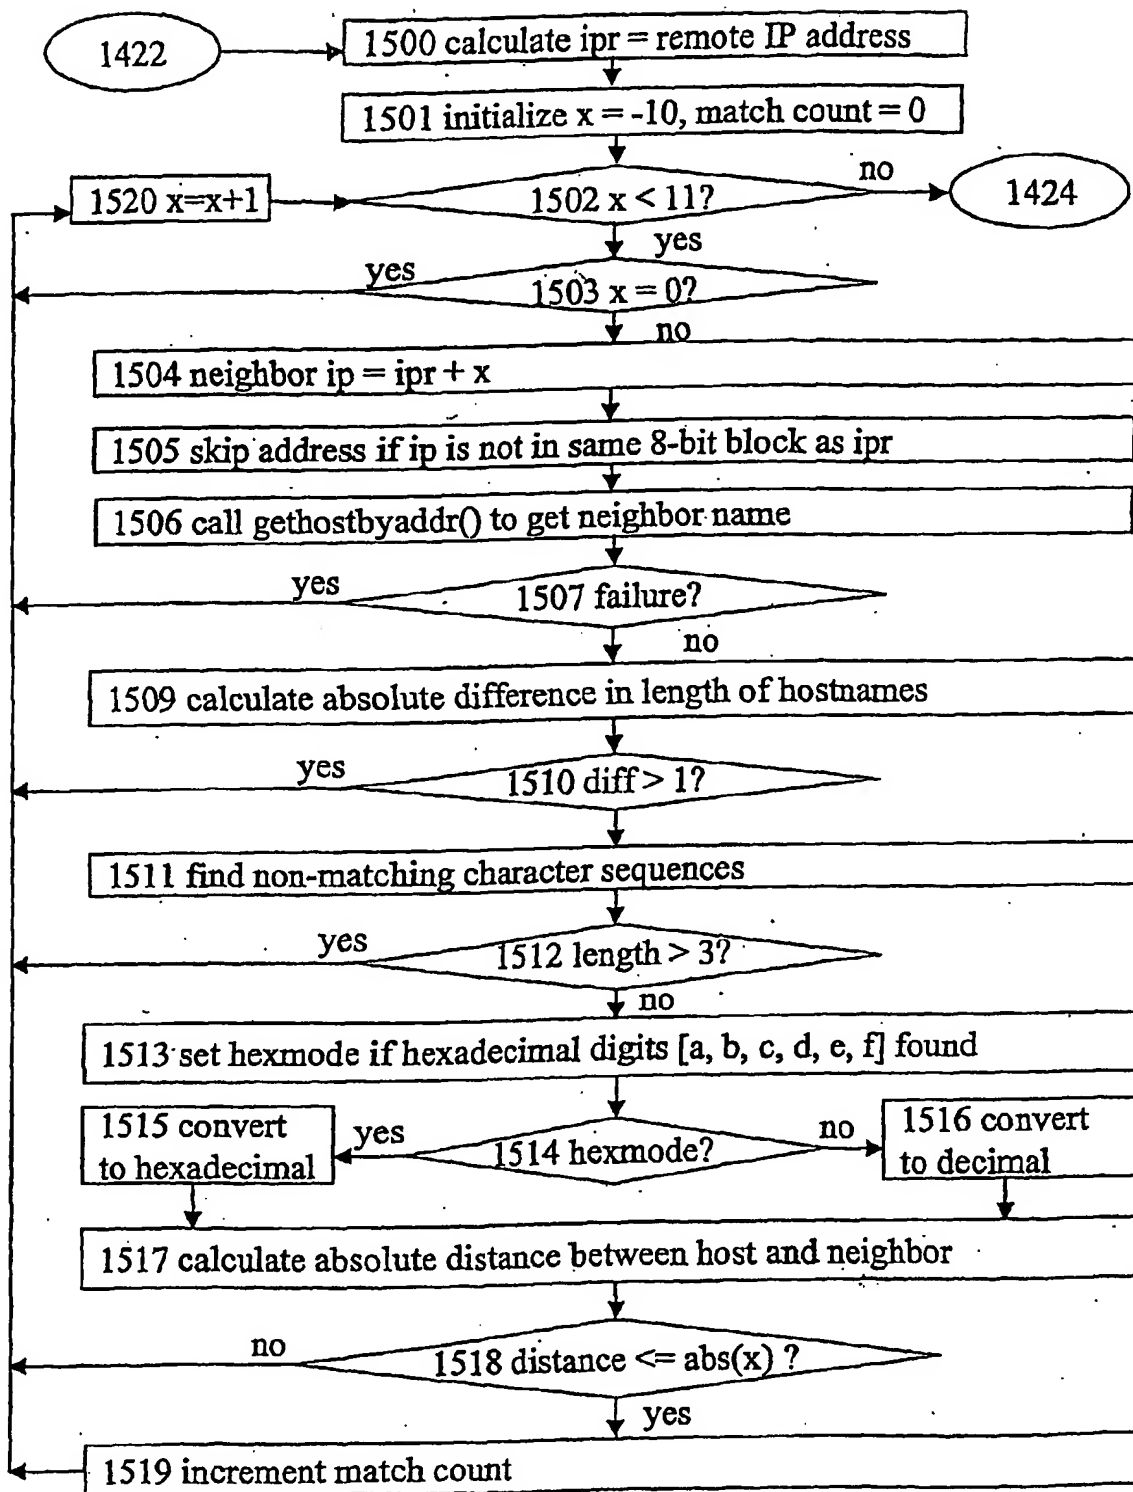 1422
1500 calculate ipr = remote IP address
1501 initialize x = -10, match count = 0
no
1520 x=x+1
1502 x < 11?
1424
yes
yes
1503 x = 0?
no
1504 neighbor ip = ipr + x
1505 skip address if ip is not in same 8-bit block as ipr
1506 call gethostbyaddr() to get neighbor name
yes
1507 failure?
no
1509 calculate absolute difference in length of hostnames
yes
1510 diff > 1?
1511 find non-matching character sequences
yes
1512 length > 3?
no
1513 set hexmode if hexadecimal digits [a, b, c, d, e, f] found
1515 convert
to hexadecimal
yes
1514 hexmode?
no
1516 convert
to decimal
1517 calculate absolute distance between host and neighbor
no
1518 distance <= abs(x) ?
yes
1519 increment match count